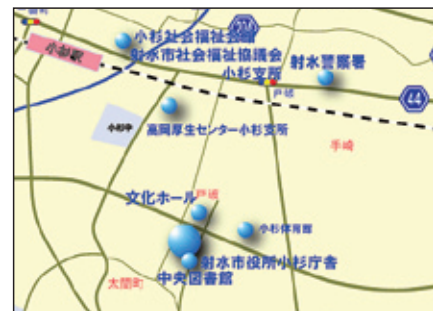 小杉社会福祉会館
射水市社会福祉協議会
小杉支所
射水警察署
小杉駅
戸破
44
小杉中
高岡厚生センター小杉支所
手崎
文化ホール
戸破
小杉体育館
射水市役所小杉庁舎
中央図書館
太閤町